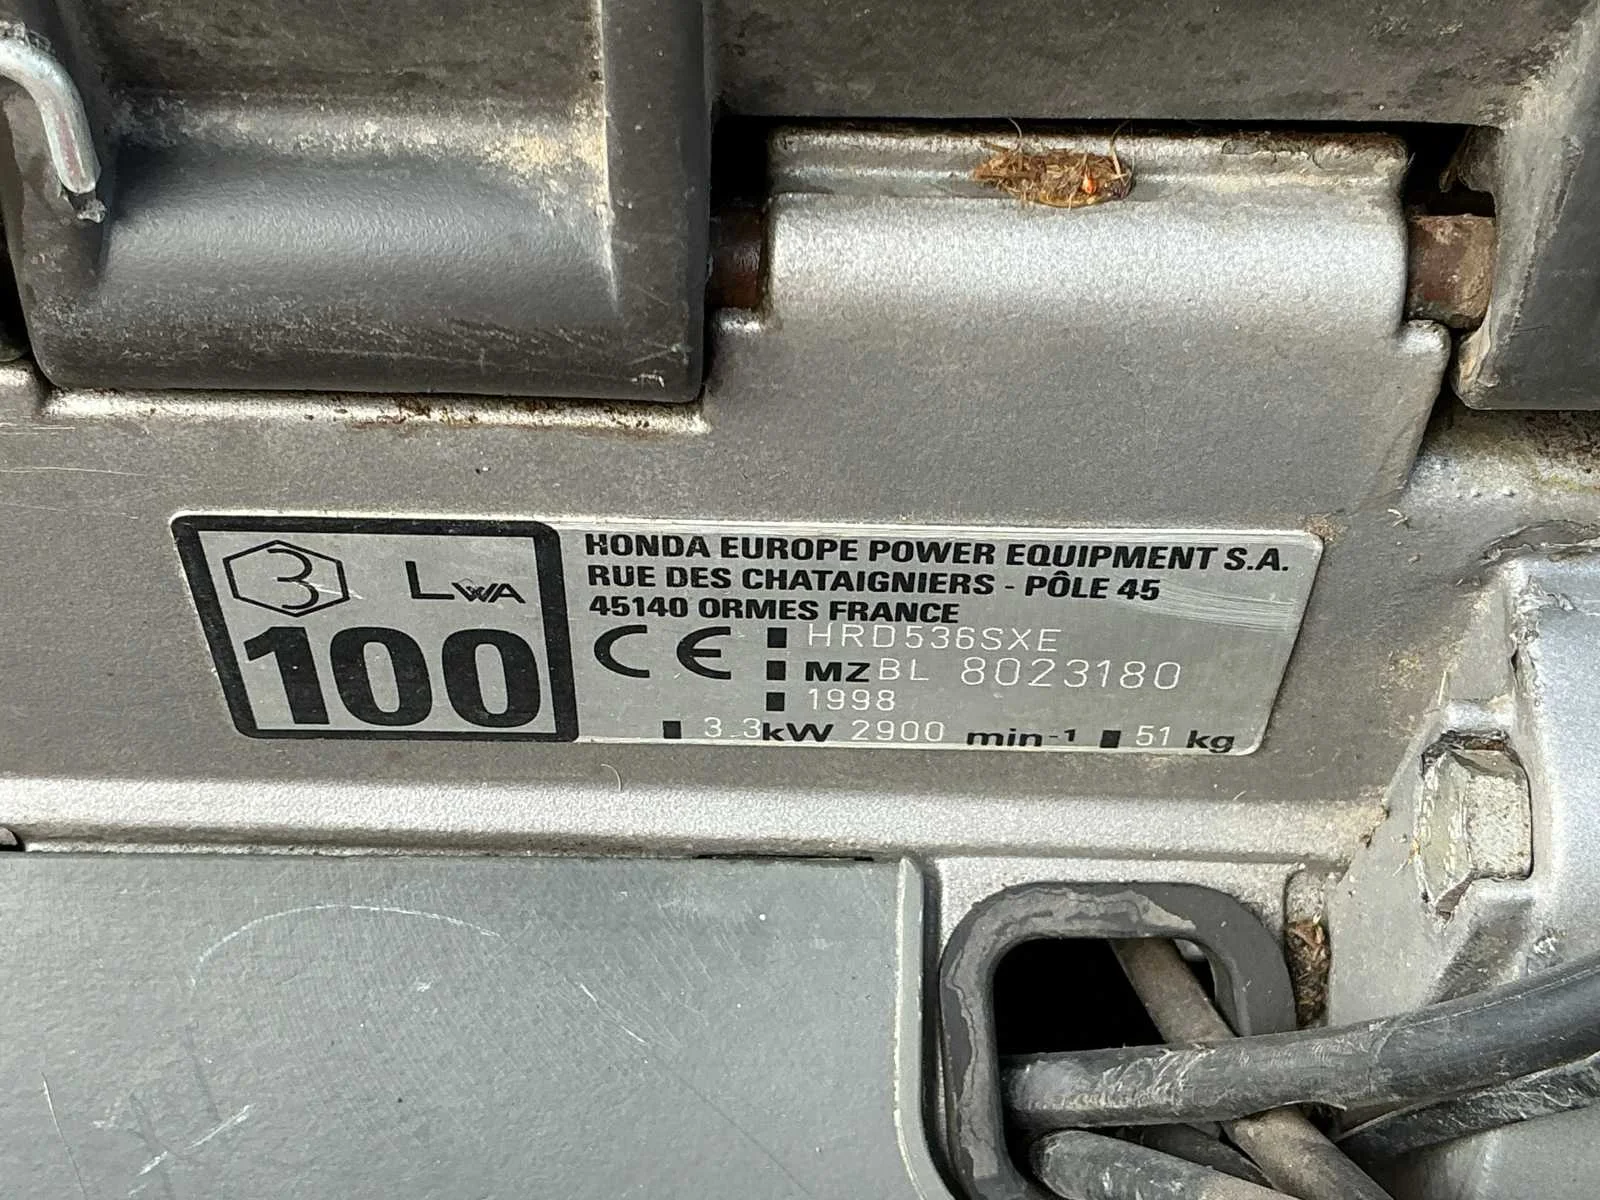 3 LWA
100
HONDA EUROPE POWER EQUIPMENT S.A.
RUE DES CHATAIGNIERS - PÔLE 45
45140 ORMES FRANCE
CE HRD536SXE
MZBL 8023180
1998
3.3kW 2900 min-1 51 kg